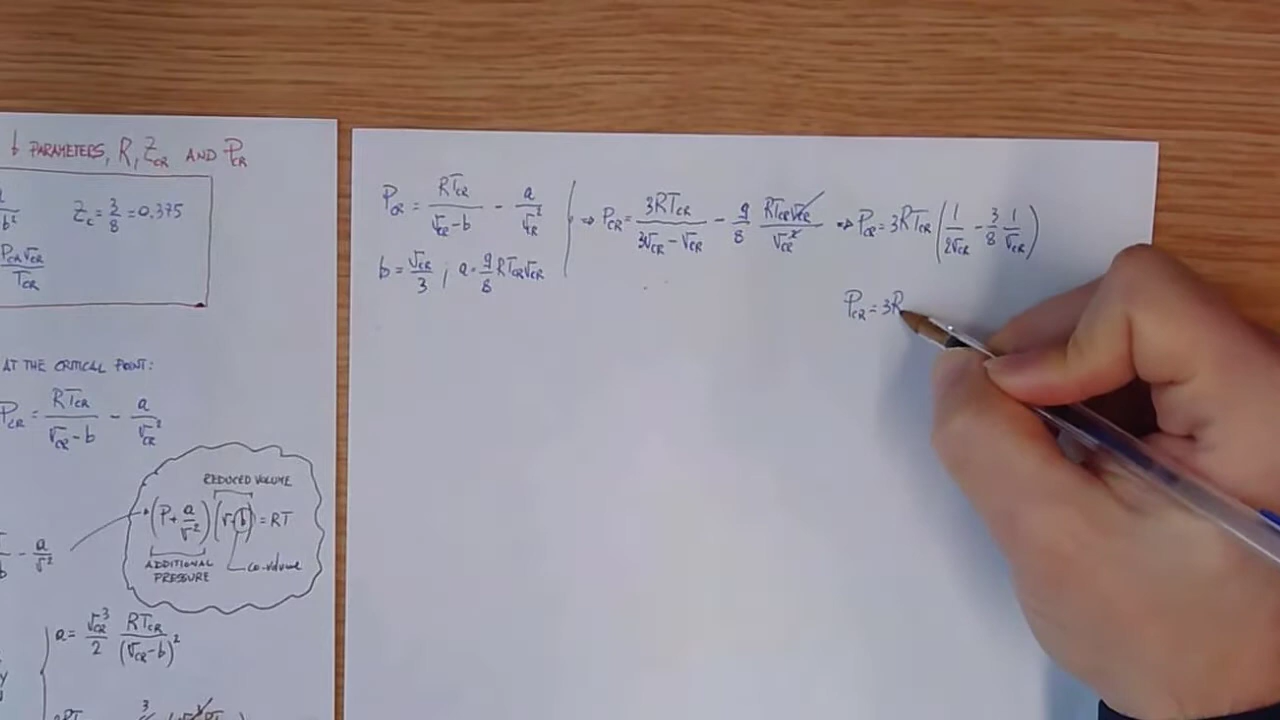 b PARAMETERS, R, Z_CR AND P_CR
Z_c = 3/8 = 0.375
b²
P_CR v_CR / T_CR
AT THE CRITICAL POINT:
P_CR = RT_CR / (v_CR - b) - a / v_CR²
REDUCED VOLUME
(P + a/v²)(v - b) = RT
ADDITIONAL PRESSURE
co-volume
- a/v²
a = v_CR³/2 RT_CR / (v_CR - b)²
P_CR = RT_CR / (v_CR - b) - a / v_CR²
b = v_CR/3 , a = 9/8 RT_CR v_CR
⇒ P_CR = 3RT_CR / (3v_CR - v_CR) - 9/8 RT_CR v_CR / v_CR² ⇒ P_CR = 3RT_CR (1/(2v_CR) - 3/8 1/v_CR)
P_CR = 3R